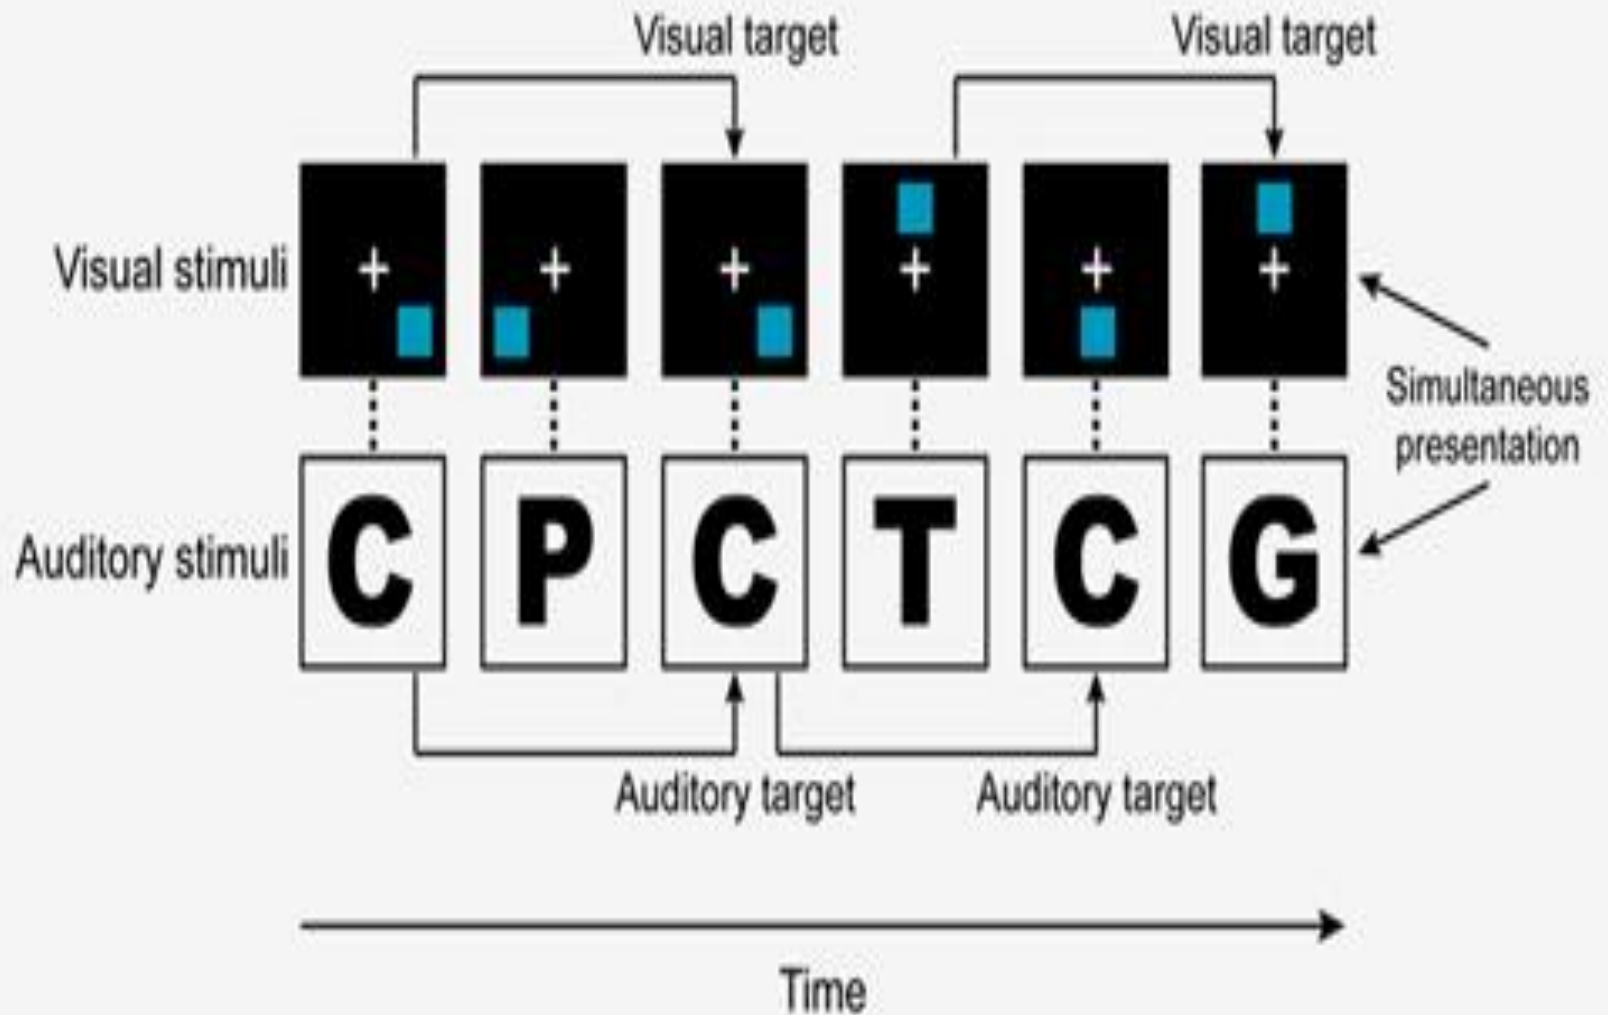 Visual target
Visual target
Visual stimuli
Simultaneous
presentation
Auditory stimuli
C
P
C
T
C
G
Auditory target
Auditory target
Time